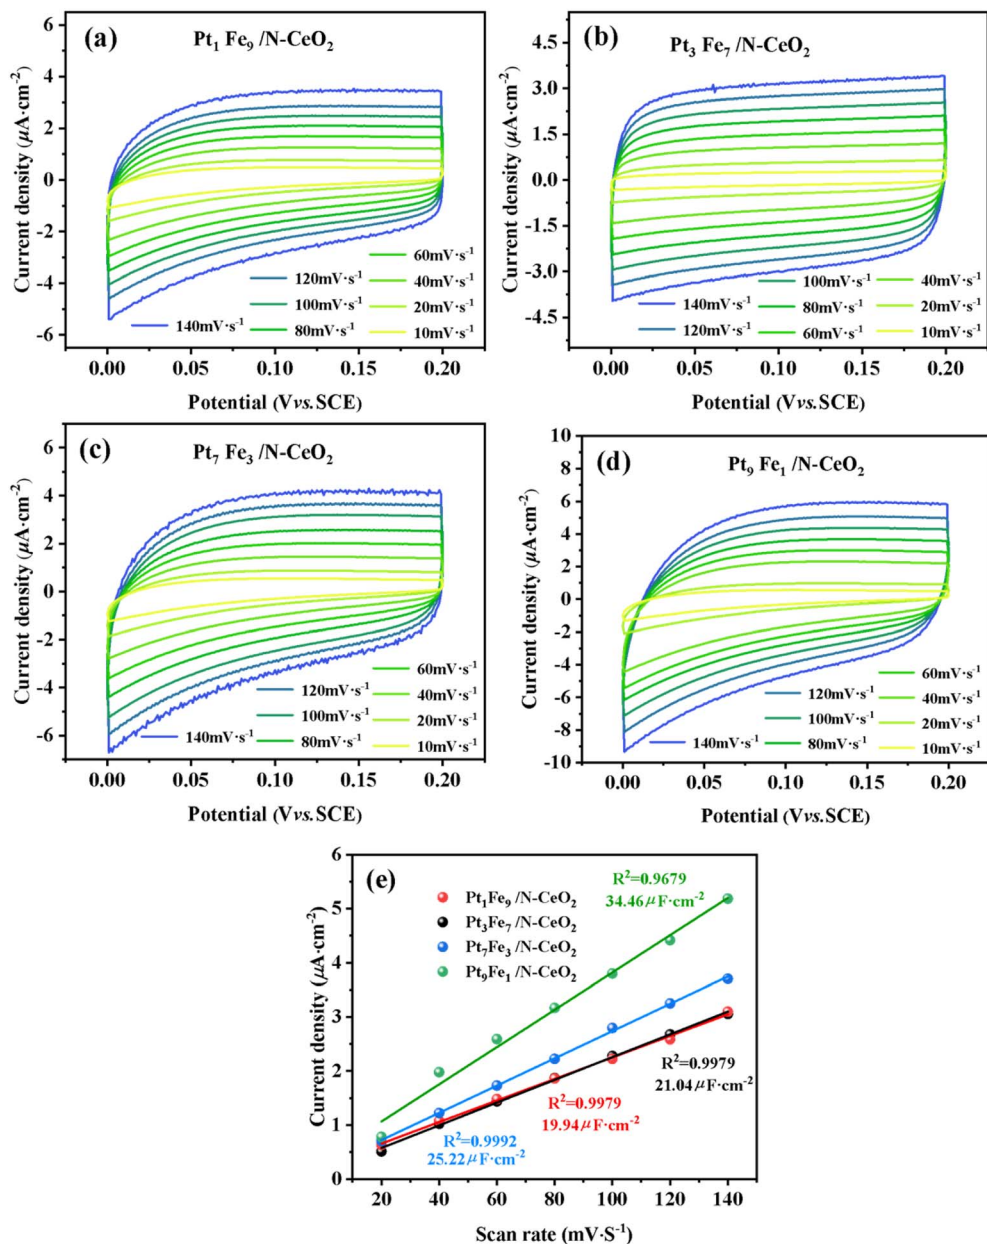 (a)
Pt₁ Fe₉ /N-CeO₂
6
4
2
0
-2
-4
-6
Current density (μA·cm⁻²)
60mV·s⁻¹
120mV·s⁻¹
40mV·s⁻¹
100mV·s⁻¹
20mV·s⁻¹
140mV·s⁻¹
80mV·s⁻¹
10mV·s⁻¹
0.00 0.05 0.10 0.15 0.20
Potential (V vs. SCE)
(b)
Pt₃ Fe₇ /N-CeO₂
4.5
3.0
1.5
0.0
-1.5
-3.0
-4.5
Current density (μA·cm⁻²)
100mV·s⁻¹
40mV·s⁻¹
140mV·s⁻¹
80mV·s⁻¹
20mV·s⁻¹
120mV·s⁻¹
60mV·s⁻¹
10mV·s⁻¹
0.00 0.05 0.10 0.15 0.20
Potential (V vs. SCE)
(c)
Pt₇ Fe₃ /N-CeO₂
6
4
2
0
-2
-4
-6
Current density (μA·cm⁻²)
60mV·s⁻¹
120mV·s⁻¹
40mV·s⁻¹
100mV·s⁻¹
20mV·s⁻¹
140mV·s⁻¹
80mV·s⁻¹
10mV·s⁻¹
0.00 0.05 0.10 0.15 0.20
Potential (V vs. SCE)
(d)
Pt₉ Fe₁ /N-CeO₂
10
8
6
4
2
0
-2
-4
-6
-8
-10
Current density (μA·cm⁻²)
60mV·s⁻¹
120mV·s⁻¹
40mV·s⁻¹
100mV·s⁻¹
20mV·s⁻¹
140mV·s⁻¹
80mV·s⁻¹
10mV·s⁻¹
0.00 0.05 0.10 0.15 0.20
Potential (V vs. SCE)
(e)
Pt₁Fe₉ /N-CeO₂
Pt₃Fe₇ /N-CeO₂
Pt₇Fe₃ /N-CeO₂
Pt₉Fe₁ /N-CeO₂
R²=0.9679
34.46μF·cm⁻²
R²=0.9979
21.04μF·cm⁻²
R²=0.9979
19.94μF·cm⁻²
R²=0.9992
25.22μF·cm⁻²
6
5
4
3
2
1
0
Current density (μA·cm⁻²)
20 40 60 80 100 120 140
Scan rate (mV·S⁻¹)